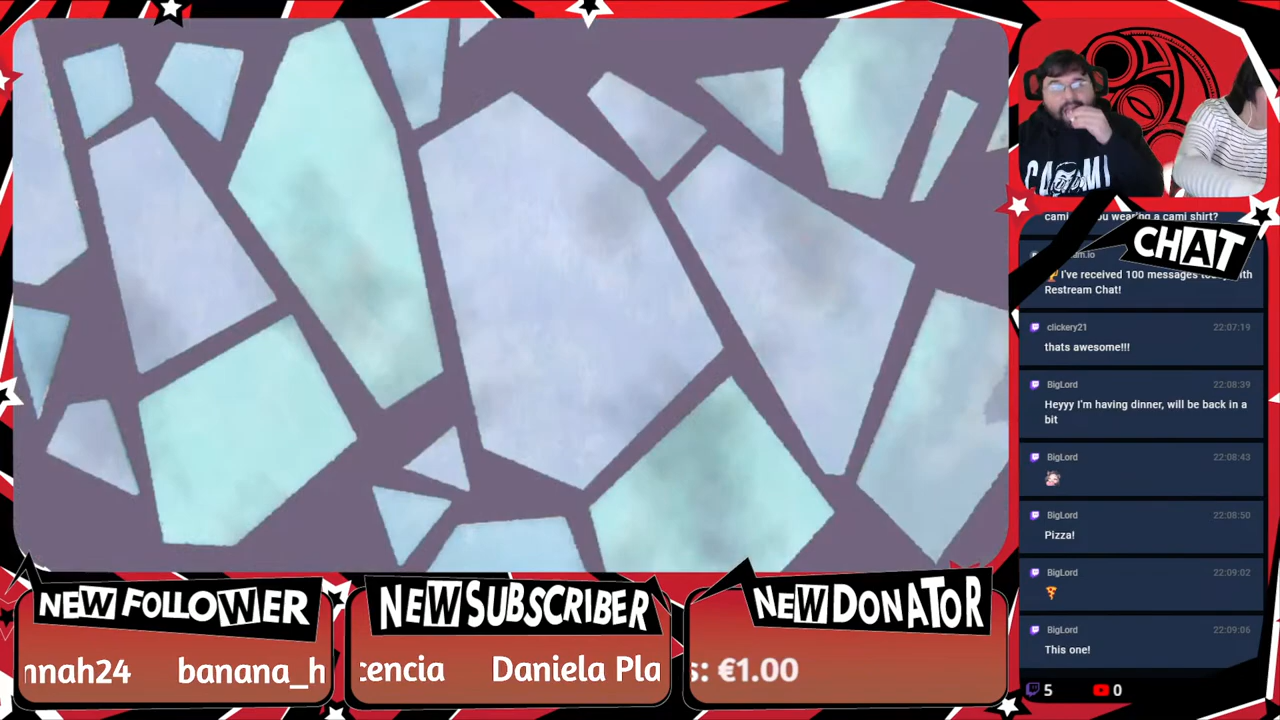 CAMI
cami
you wearing a cami shirt?
I've received 100 messages
with
Restream Chat!
CHAT
clickery21 22:07:19
thats awesome!!!
BigLord 22:08:39
Heyyy I'm having dinner, will be back in a
bit
BigLord 22:08:43
BigLord 22:08:50
Pizza!
BigLord 22:09:02
BigLord 22:09:06
This one!
5 0
NEW FOLLOWER
nnah24 banana_h
NEW SUBSCRIBER
cencia Daniela Pla
NEW DONATOR
s: €1.00